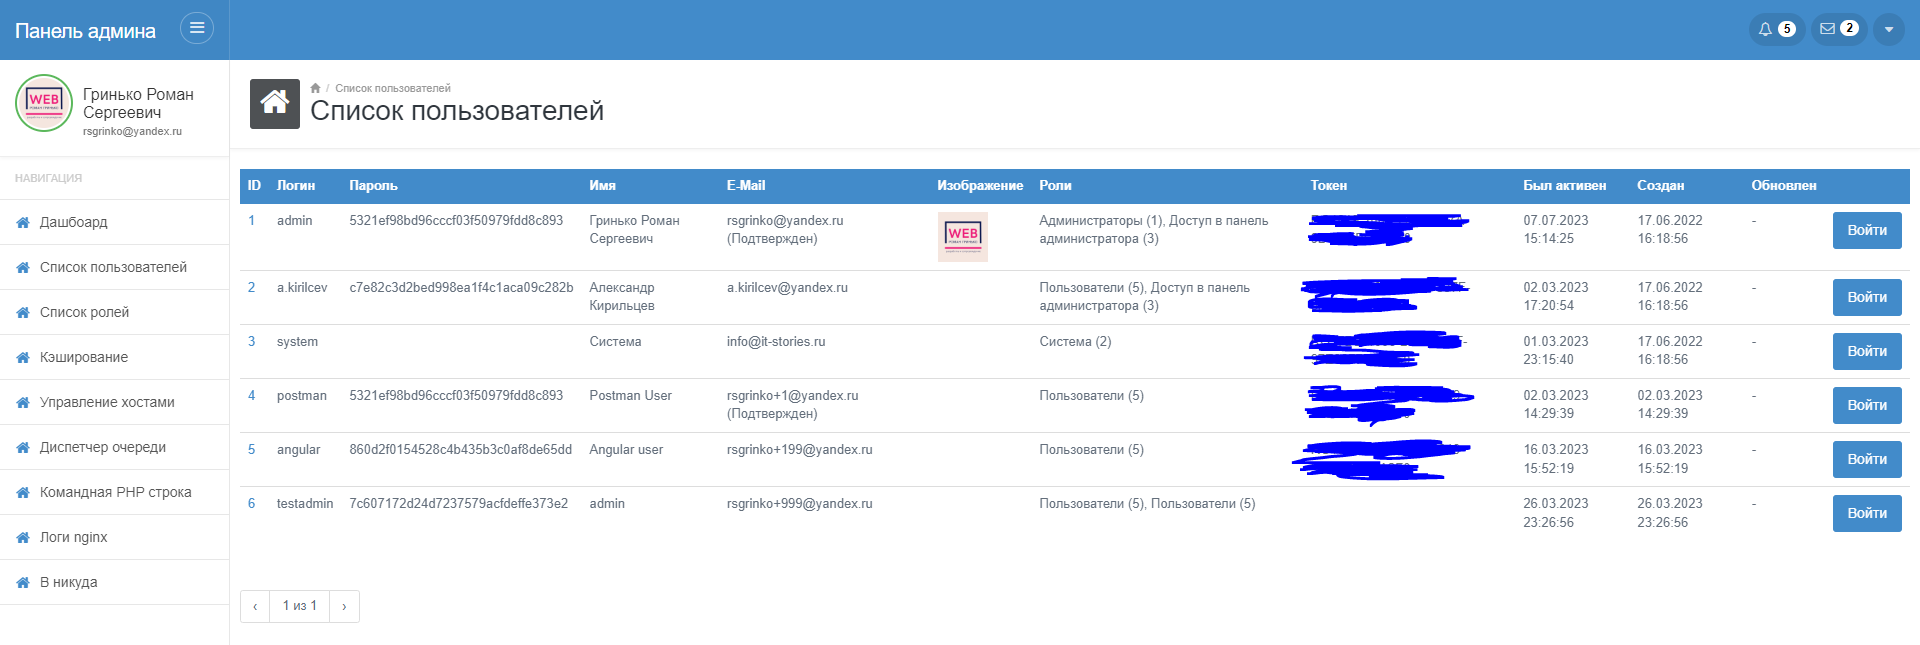 Панель админа
5
2
Гринько Роман
Сергеевич
rsgrinko@yandex.ru
НАВИГАЦИЯ
Дашбоард
Список пользователей
Список ролей
Кэширование
Управление хостами
Диспетчер очереди
Командная PHP строка
Логи nginx
В никуда
/ Список пользователей
Список пользователей
ID Логин Пароль Имя E-Mail Изображение Роли Токен Был активен Создан Обновлен
1 admin 5321ef98bd96cccf03f50979fdd8c893 Гринько Роман rsgrinko@yandex.ru WEB Администраторы (1), Доступ в панель 07.07.2023 17.06.2022 - Войти
Сергеевич (Подтвержден) администратора (3) 15:14:25 16:18:56
2 a.kirilcev c7e82c3d2bed998ea1f4c1aca09c282b Александр a.kirilcev@yandex.ru Пользователи (5), Доступ в панель 02.03.2023 17.06.2022 - Войти
Кирильцев администратора (3) 17:20:54 16:18:56
3 system Система info@it-stories.ru Система (2) 01.03.2023 17.06.2022 - Войти
23:15:40 16:18:56
4 postman 5321ef98bd96cccf03f50979fdd8c893 Postman User rsgrinko+1@yandex.ru Пользователи (5) 02.03.2023 02.03.2023 - Войти
(Подтвержден) 14:29:39 14:29:39
5 angular 860d2f0154528c4b435b3c0af8de65dd Angular user rsgrinko+199@yandex.ru Пользователи (5) 16.03.2023 16.03.2023 - Войти
15:52:19 15:52:19
6 testadmin 7c607172d24d7237579acfdeffe373e2 admin rsgrinko+999@yandex.ru Пользователи (5), Пользователи (5) 26.03.2023 26.03.2023 - Войти
23:26:56 23:26:56
‹ 1 из 1 ›
WEB